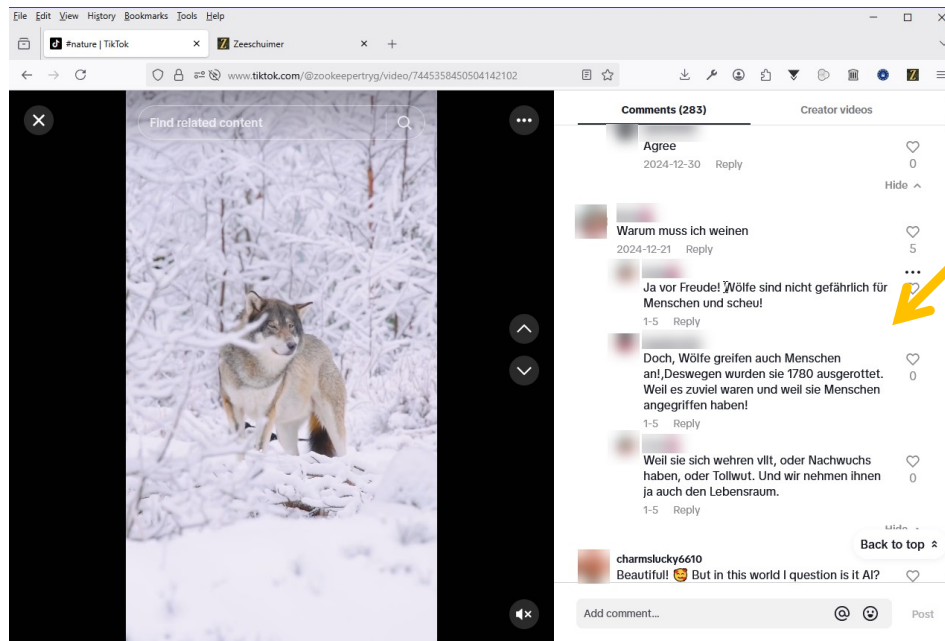 File Edit View History Bookmarks Tools Help
#nature | TikTok
Zeeschuimer
www.tiktok.com/@zookeepertryg/video/7445358450504142102
Find related content
Comments (283)
Creator videos
Agree
2024-12-30 Reply
0
Hide
Warum muss ich weinen
2024-12-21 Reply
5
Ja vor Freude! Wölfe sind nicht gefährlich für
Menschen und scheu!
1-5 Reply
Doch, Wölfe greifen auch Menschen
an!,Deswegen wurden sie 1780 ausgerottet.
Weil es zuviel waren und weil sie Menschen
angegriffen haben!
0
1-5 Reply
Weil sie sich wehren vllt, oder Nachwuchs
haben, oder Tollwut. Und wir nehmen ihnen
ja auch den Lebensraum.
0
1-5 Reply
Hide
Back to top
charmslucky6610
Beautiful! 🥰 But in this world I question is it AI?
Add comment...
Post